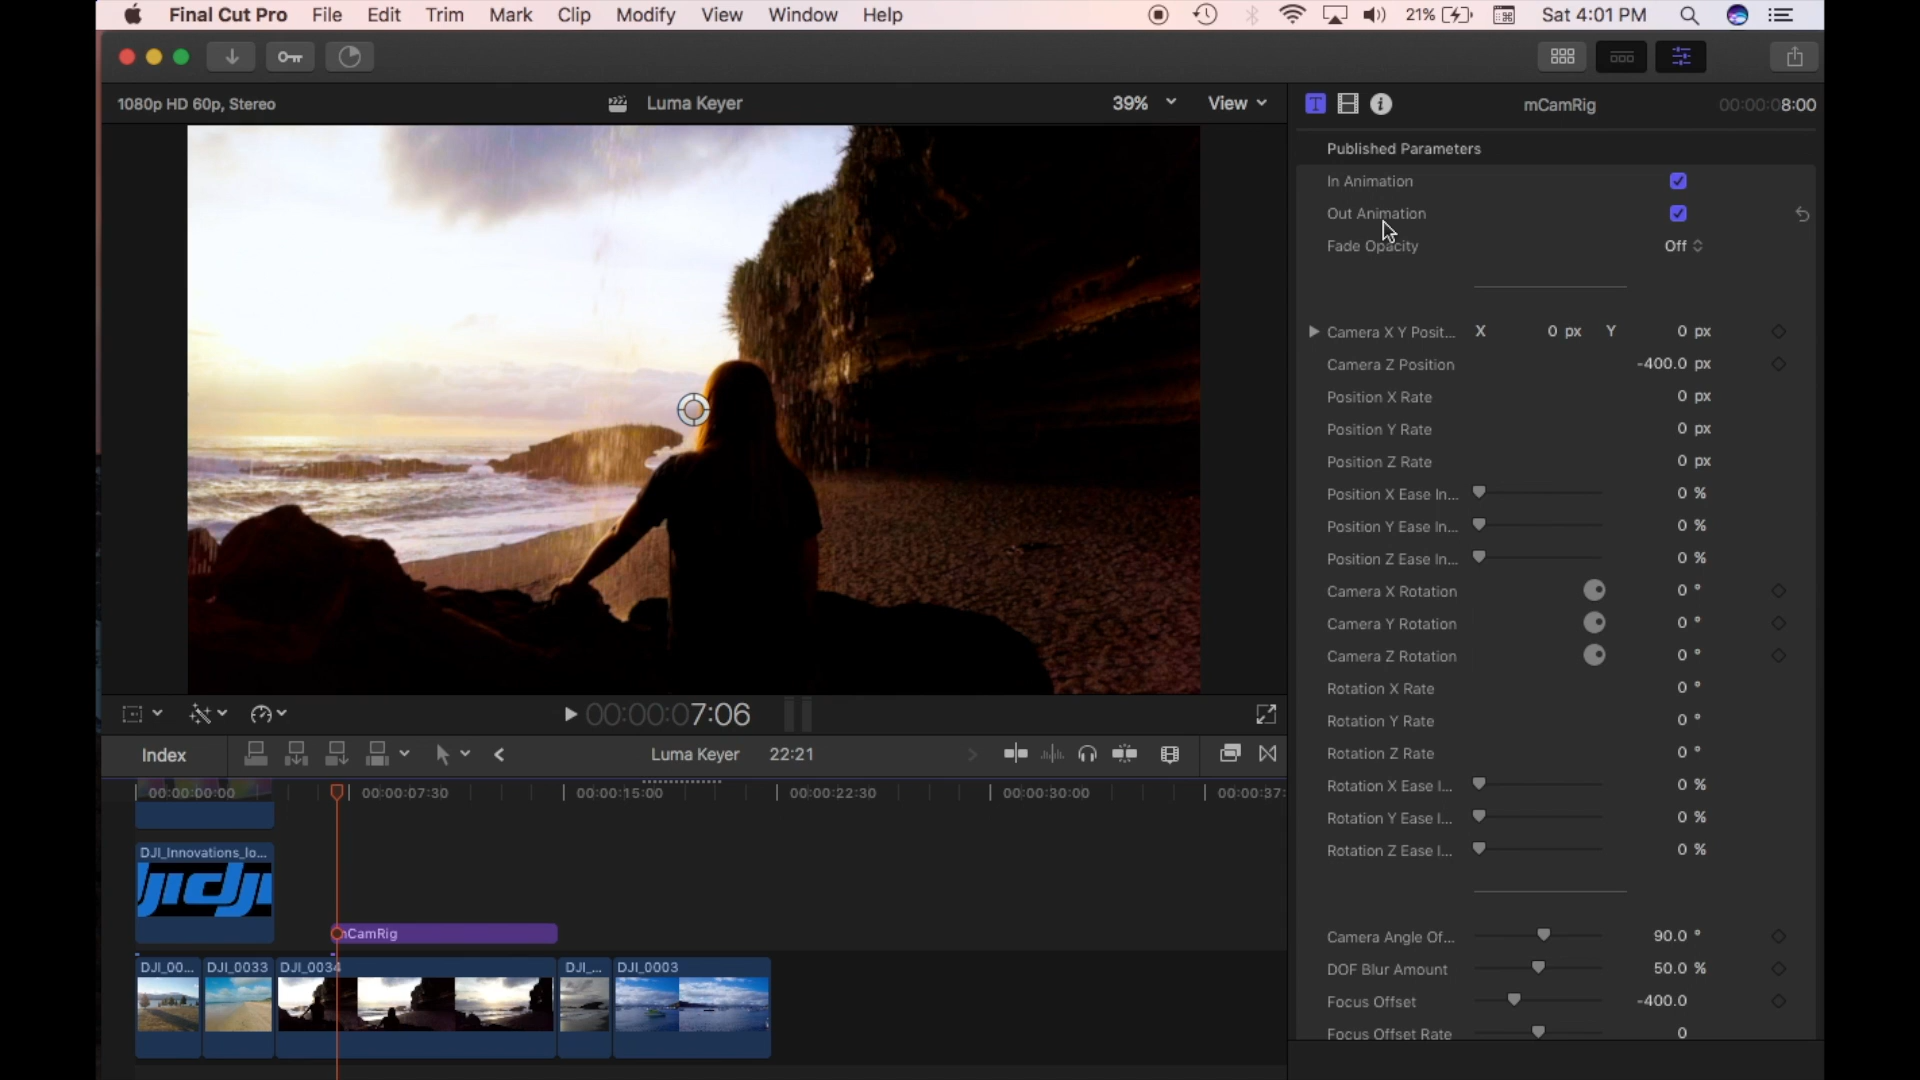 Final Cut Pro File Edit Trim Mark Clip Modify View Window Help 21% Sat 4:01 PM
1080p HD 60p, Stereo Luma Keyer 39% View mCamRig 00:00:08:00
Published Parameters
In Animation
Out Animation
Fade Opacity Off
Camera X Y Posit... X 0 px Y 0 px
Camera Z Position -400.0 px
Position X Rate 0 px
Position Y Rate 0 px
Position Z Rate 0 px
Position X Ease In... 0 %
Position Y Ease In... 0 %
Position Z Ease In... 0 %
Camera X Rotation 0 °
Camera Y Rotation 0 °
Camera Z Rotation 0 °
Rotation X Rate 0 °
Rotation Y Rate 0 °
Rotation Z Rate 0 °
Rotation X Ease I... 0 %
Rotation Y Ease I... 0 %
Rotation Z Ease I... 0 %
Camera Angle Of... 90.0 °
DOF Blur Amount 50.0 %
Focus Offset -400.0
Focus Offset Rate 0
00:00:07:06
Index Luma Keyer 22:21
00:00:00:00 00:00:07:30 00:00:15:00 00:00:22:30 00:00:30:00 00:00:37:
DJI_Innovations_lo...
dji
mCamRig
DJI_00... DJI_0033 DJI_0034 DJI_... DJI_0003